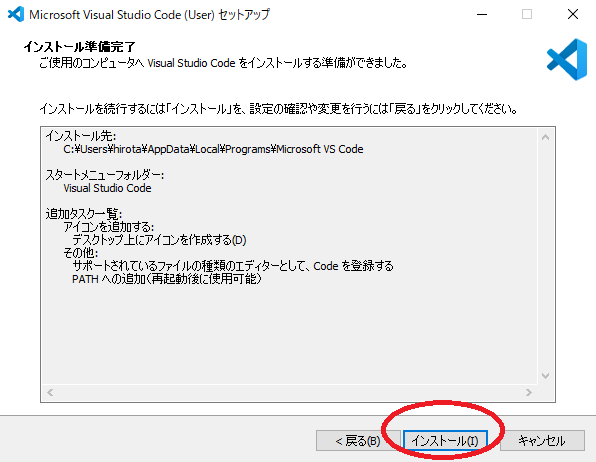 Microsoft Visual Studio Code (User) セットアップ
インストール準備完了
ご使用のコンピュータへ Visual Studio Code をインストールする準備ができました。
インストールを続行するには「インストール」を、設定の確認や変更を行うには「戻る」をクリックしてください。
インストール先:
C:¥Users¥hirota¥AppData¥Local¥Programs¥Microsoft VS Code
スタートメニューフォルダー:
Visual Studio Code
追加タスク一覧:
アイコンを追加する:
デスクトップ上にアイコンを作成する(D)
その他:
サポートされているファイルの種類のエディターとして、Code を登録する
PATH への追加（再起動後に使用可能）
< 戻る(B) インストール(I) キャンセル